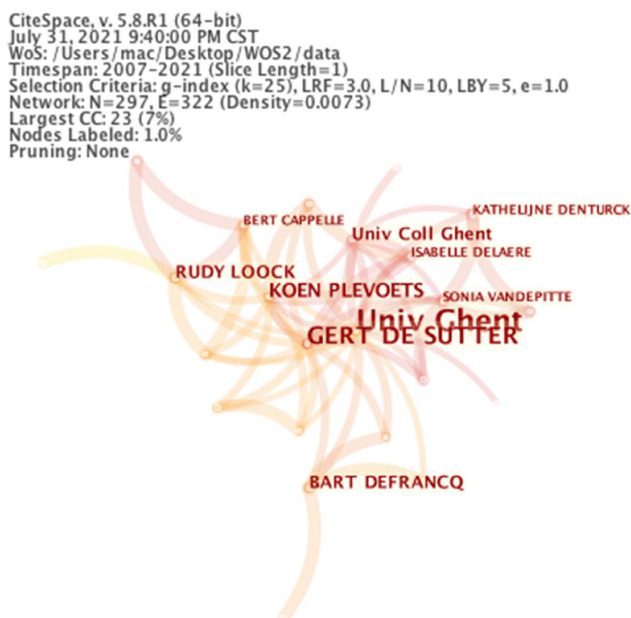 CiteSpace, v. 5.8.R1 (64-bit)
July 31, 2021 9:40:00 PM CST
WoS: /Users/mac/Desktop/WOS2/data
Timespan: 2007-2021 (Slice Length=1)
Selection Criteria: g-index (k=25), LRF=3.0, L/N=10, LBY=5, e=1.0
Network: N=297, E=322 (Density=0.0073)
Largest CC: 23 (7%)
Nodes Labeled: 1.0%
Pruning: None
KATHELIJNE DENTURCK
BERT CAPPELLE
Univ Coll Ghent
ISABELLE DELAERE
RUDY LOOCK
KOEN PLEVOETS
SONIA VANDEPITTE
Univ Ghent
GERT DE SUTTER
BART DEFRANCQ